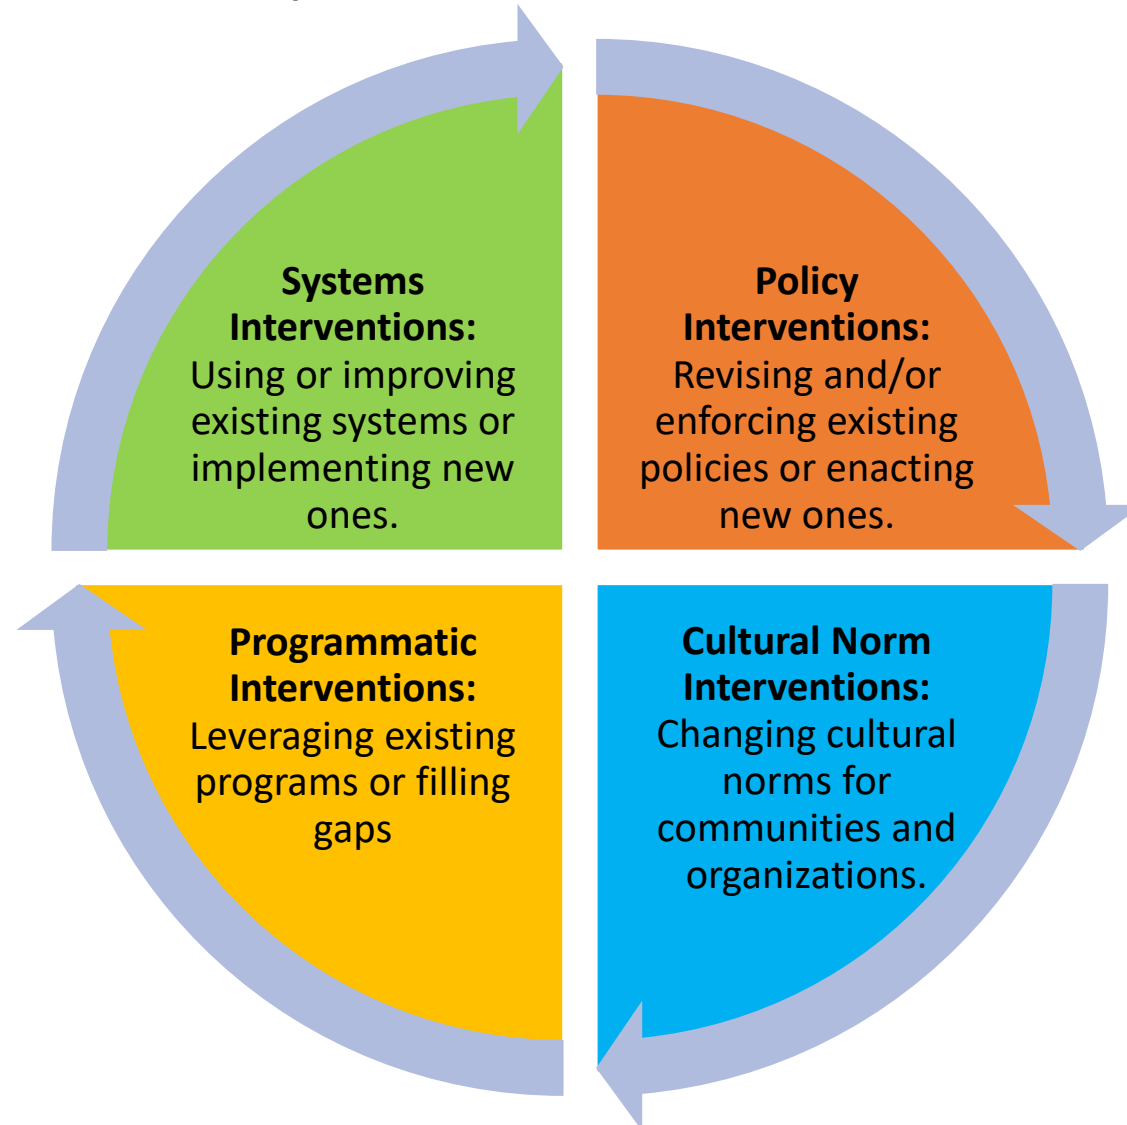 Systems
Interventions:
Using or improving
existing systems or
implementing new
ones.
Policy
Interventions:
Revising and/or
enforcing existing
policies or enacting
new ones.
Programmatic
Interventions:
Leveraging existing
programs or filling
gaps
Cultural Norm
Interventions:
Changing cultural
norms for
communities and
organizations.